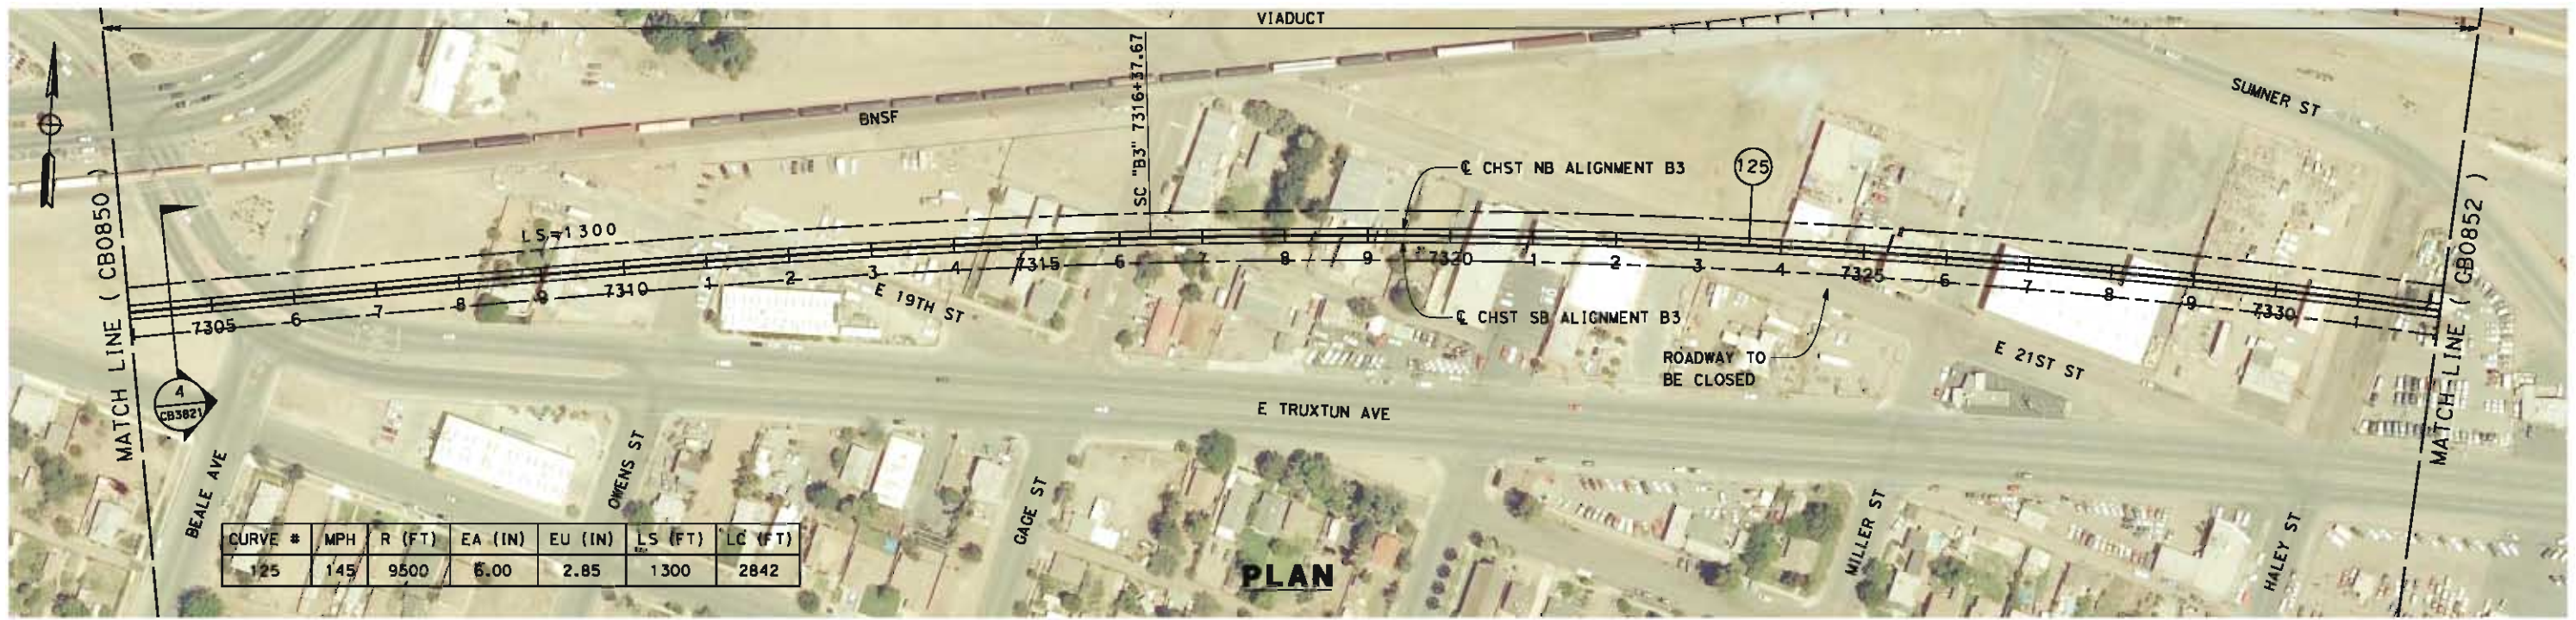 VIADUCT
SUMNER ST
BNSF
SC "B3" 7316+37.67
MATCH LINE ( CB0850 )
MATCH LINE ( CB0852 )
℄ CHST NB ALIGNMENT B3
125
LS=1300
7305 6 7 8 9 7310 1 2 3 4 7315 6 7 8 9 7320 1 2 3 4 7325 6 7 8 9 7330 1
E 19TH ST
℄ CHST SB ALIGNMENT B3
ROADWAY TO
BE CLOSED
E 21ST ST
4
CB3821
E TRUXTUN AVE
BEALE AVE
OWENS ST
GAGE ST
MILLER ST
HALEY ST
CURVE # MPH R (FT) EA (IN) EU (IN) LS (FT) LC (FT)
125 145 9500 6.00 2.85 1300 2842
PLAN